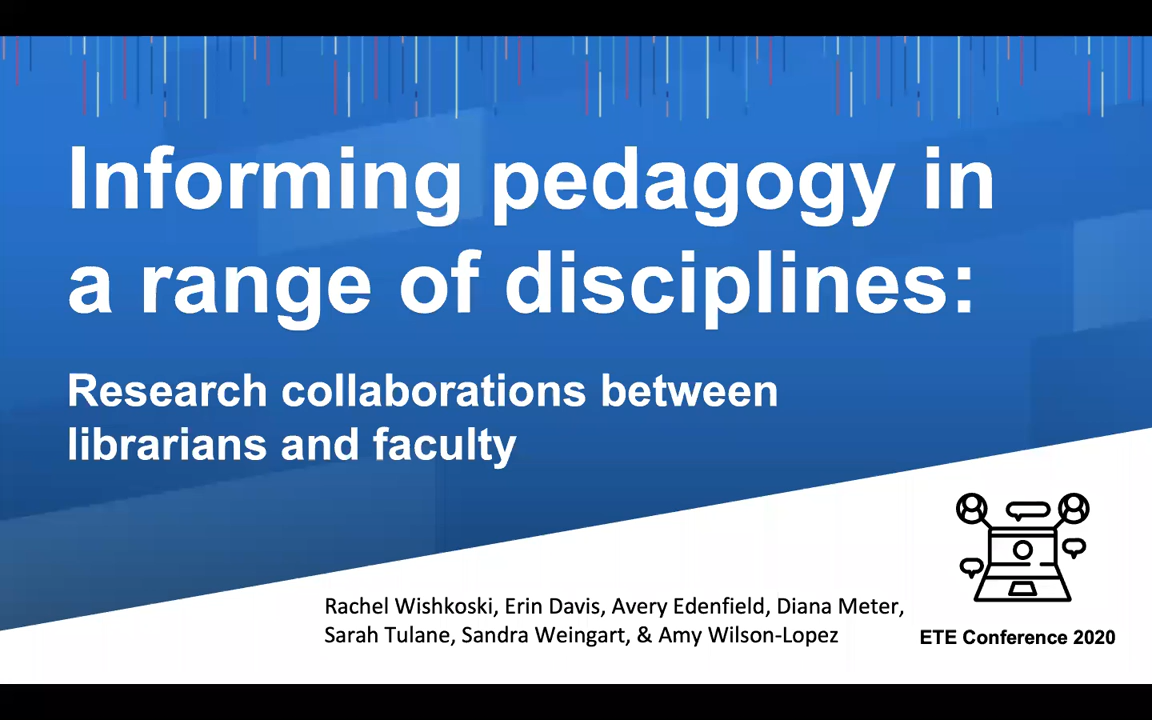 Informing pedagogy in
a range of disciplines:
Research collaborations between
librarians and faculty
Rachel Wishkoski, Erin Davis, Avery Edenfield, Diana Meter,
Sarah Tulane, Sandra Weingart, & Amy Wilson-Lopez
ETE Conference 2020